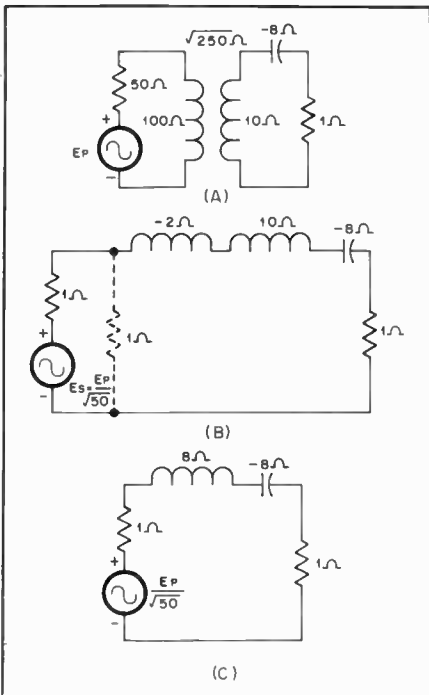 √250Ω -8Ω
50Ω
+
100Ω 10Ω 1Ω
EP
-
(A)
-2Ω 10Ω -8Ω
1Ω
+
1Ω 1Ω
ES = EP/√50
-
(B)
8Ω -8Ω
1Ω 1Ω
+
EP/√50
-
(C)